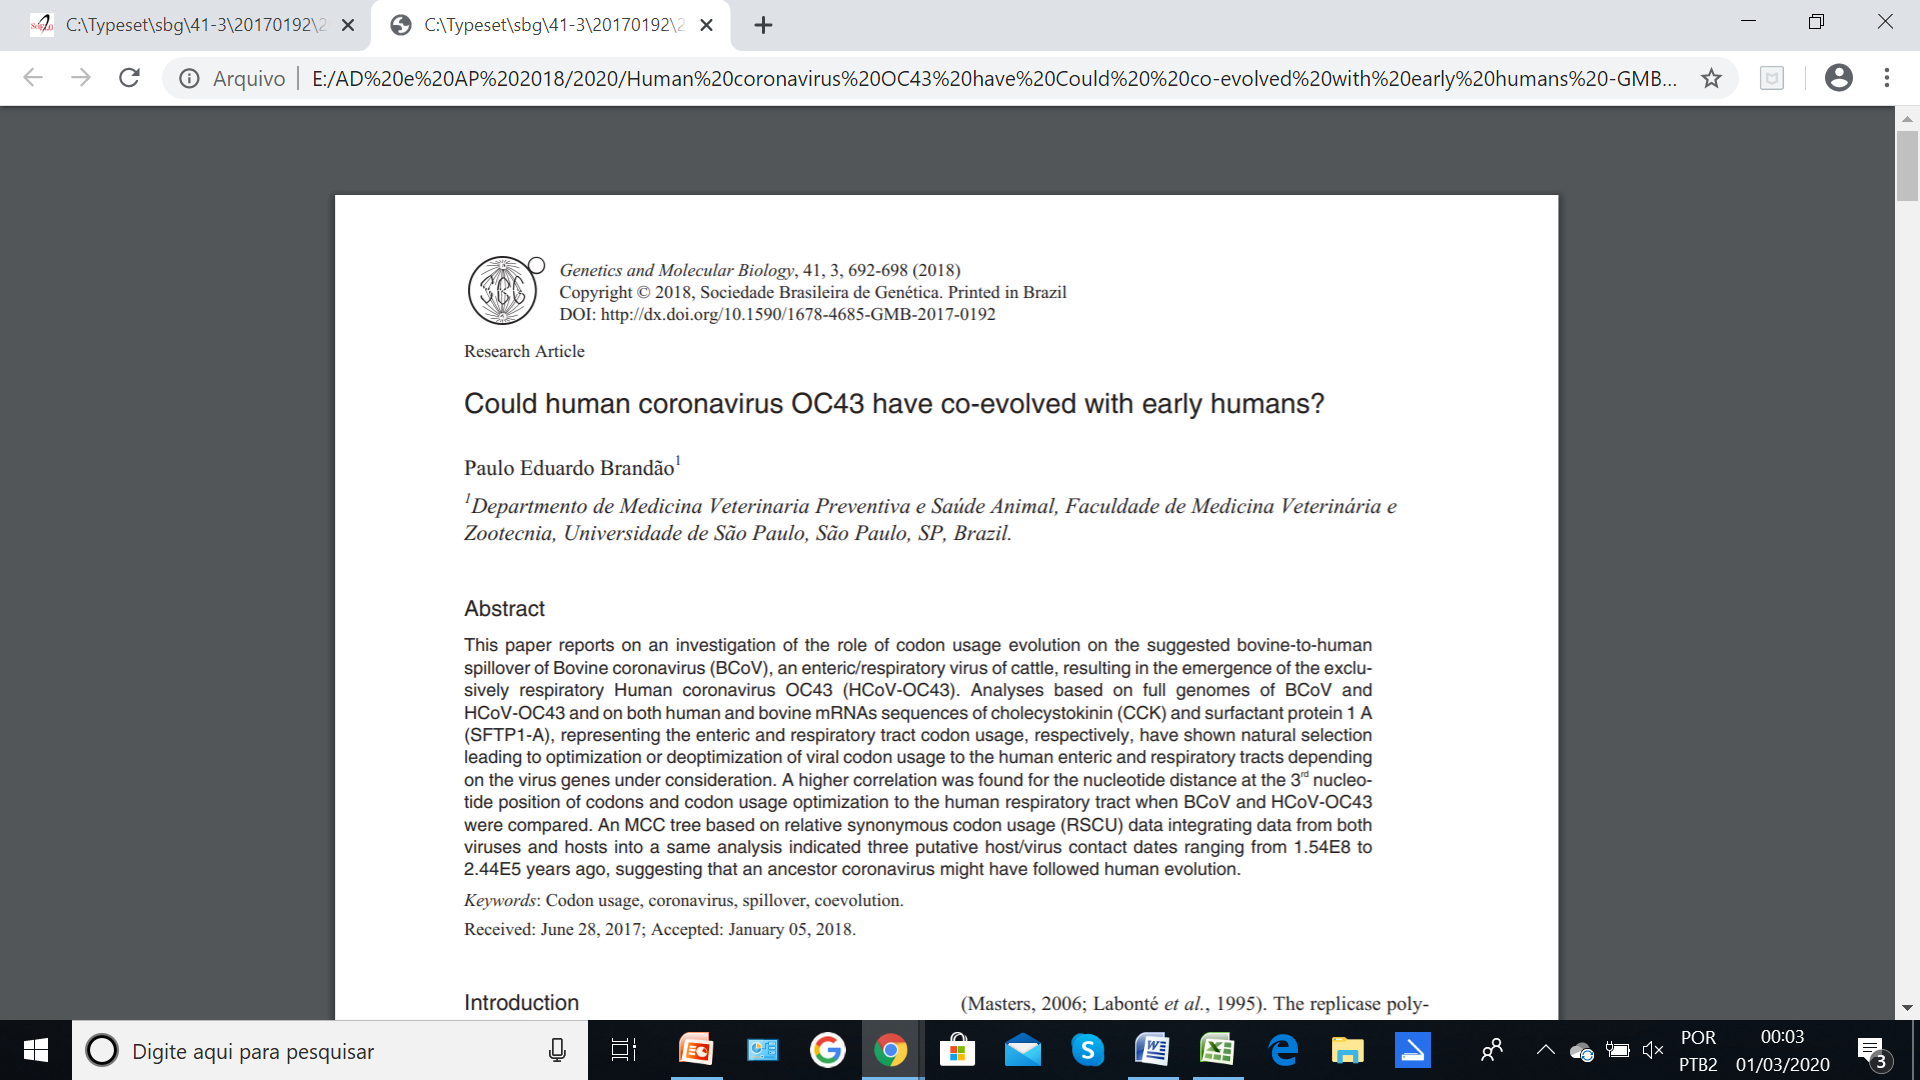 C:\Typeset\sbg\41-3\20170192\2
C:\Typeset\sbg\41-3\20170192\2
Arquivo
E:/AD%20e%20AP%202018/2020/Human%20coronavirus%20OC43%20have%20Could%20%20co-evolved%20with%20early%20humans%20-GMB...
Genetics and Molecular Biology, 41, 3, 692-698 (2018)
Copyright © 2018, Sociedade Brasileira de Genética. Printed in Brazil
DOI: http://dx.doi.org/10.1590/1678-4685-GMB-2017-0192
Research Article
Could human coronavirus OC43 have co-evolved with early humans?
Paulo Eduardo Brandão1
1Departmento de Medicina Veterinaria Preventiva e Saúde Animal, Faculdade de Medicina Veterinária e
Zootecnia, Universidade de São Paulo, São Paulo, SP, Brazil.
Abstract
This paper reports on an investigation of the role of codon usage evolution on the suggested bovine-to-human
spillover of Bovine coronavirus (BCoV), an enteric/respiratory virus of cattle, resulting in the emergence of the exclu-
sively respiratory Human coronavirus OC43 (HCoV-OC43). Analyses based on full genomes of BCoV and
HCoV-OC43 and on both human and bovine mRNAs sequences of cholecystokinin (CCK) and surfactant protein 1 A
(SFTP1-A), representing the enteric and respiratory tract codon usage, respectively, have shown natural selection
leading to optimization or deoptimization of viral codon usage to the human enteric and respiratory tracts depending
on the virus genes under consideration. A higher correlation was found for the nucleotide distance at the 3rd nucleo-
tide position of codons and codon usage optimization to the human respiratory tract when BCoV and HCoV-OC43
were compared. An MCC tree based on relative synonymous codon usage (RSCU) data integrating data from both
viruses and hosts into a same analysis indicated three putative host/virus contact dates ranging from 1.54E8 to
2.44E5 years ago, suggesting that an ancestor coronavirus might have followed human evolution.
Keywords: Codon usage, coronavirus, spillover, coevolution.
Received: June 28, 2017; Accepted: January 05, 2018.
Introduction
(Masters, 2006; Labonté et al., 1995). The replicase poly-
Digite aqui para pesquisar
POR
PTB2
00:03
01/03/2020
3